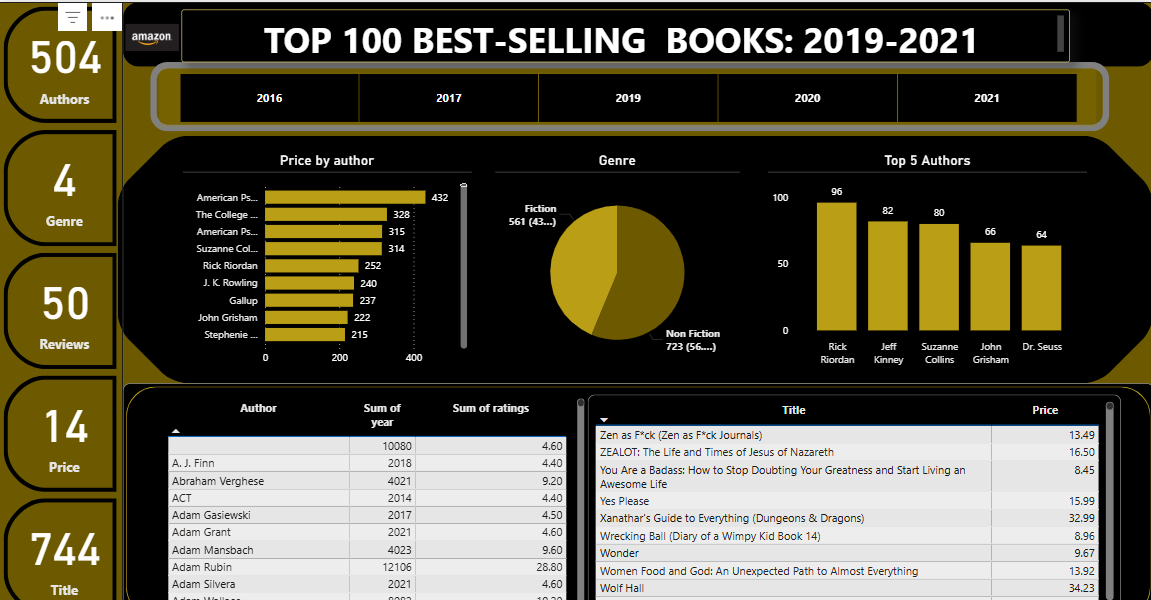 504
Authors
4
Genre
50
Reviews
14
Price
744
Title
amazon
TOP 100 BEST-SELLING BOOKS: 2019-2021
2016 2017 2019 2020 2021
Price by author
American Ps... 432
The College ... 328
American Ps... 315
Suzanne Col... 314
Rick Riordan 252
J. K. Rowling 240
Gallup 237
John Grisham 222
Stephenie ... 215
0 200 400
Genre
Fiction
561 (43...)
Non Fiction
723 (56....)
Top 5 Authors
100
50
0
96
82
80
66
64
Rick
Riordan
Jeff
Kinney
Suzanne
Collins
John
Grisham
Dr. Seuss
Author Sum of
year Sum of ratings
10080 4.60
A. J. Finn 2018 4.40
Abraham Verghese 4021 9.20
ACT 2014 4.40
Adam Gasiewski 2017 4.50
Adam Grant 2021 4.60
Adam Mansbach 4023 9.60
Adam Rubin 12106 28.80
Adam Silvera 2021 4.60
Title Price
Zen as F*ck (Zen as F*ck Journals) 13.49
ZEALOT: The Life and Times of Jesus of Nazareth 16.50
You Are a Badass: How to Stop Doubting Your Greatness and Start Living an 8.45
Awesome Life
Yes Please 15.99
Xanathar's Guide to Everything (Dungeons & Dragons) 32.99
Wrecking Ball (Diary of a Wimpy Kid Book 14) 8.96
Wonder 9.67
Women Food and God: An Unexpected Path to Almost Everything 13.92
Wolf Hall 34.23